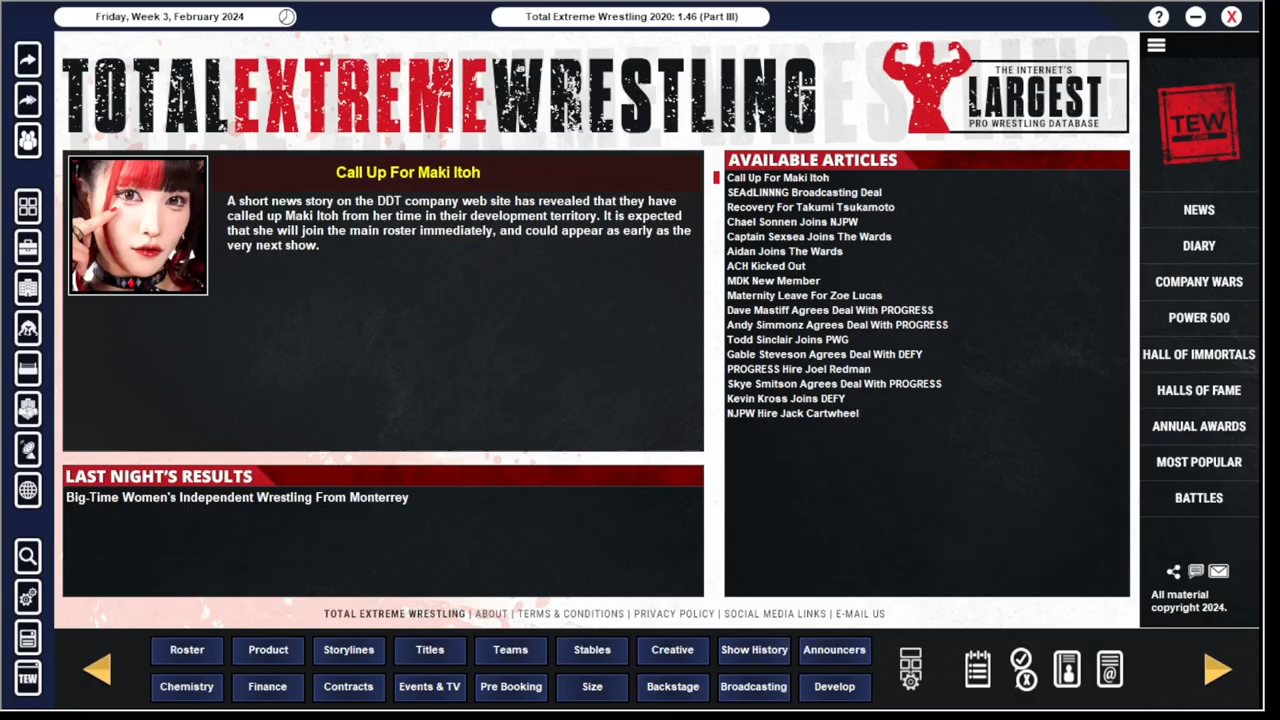 Friday, Week 3, February 2024
Total Extreme Wrestling 2020: 1.46 (Part III)
?
X
TOTALEXTREMEWRESTLING
THE INTERNET'S
LARGEST
PRO WRESTLING DATABASE
TEW
.COM
Call Up For Maki Itoh
A short news story on the DDT company web site has revealed that they have
called up Maki Itoh from her time in their development territory. It is expected
that she will join the main roster immediately, and could appear as early as the
very next show.
AVAILABLE ARTICLES
Call Up For Maki Itoh
SEAdLINNNG Broadcasting Deal
Recovery For Takumi Tsukamoto
Chael Sonnen Joins NJPW
Captain Sexsea Joins The Wards
Aidan Joins The Wards
ACH Kicked Out
MDK New Member
Maternity Leave For Zoe Lucas
Dave Mastiff Agrees Deal With PROGRESS
Andy Simmonz Agrees Deal With PROGRESS
Todd Sinclair Joins PWG
Gable Steveson Agrees Deal With DEFY
PROGRESS Hire Joel Redman
Skye Smitson Agrees Deal With PROGRESS
Kevin Kross Joins DEFY
NJPW Hire Jack Cartwheel
LAST NIGHT'S RESULTS
Big-Time Women's Independent Wrestling From Monterrey
NEWS
DIARY
COMPANY WARS
POWER 500
HALL OF IMMORTALS
HALLS OF FAME
ANNUAL AWARDS
MOST POPULAR
BATTLES
All material
copyright 2024.
TOTAL EXTREME WRESTLING | ABOUT | TERMS & CONDITIONS | PRIVACY POLICY | SOCIAL MEDIA LINKS | E-MAIL US
TEW
Roster Product Storylines Titles Teams Stables Creative Show History Announcers
Chemistry Finance Contracts Events & TV Pre Booking Size Backstage Broadcasting Develop